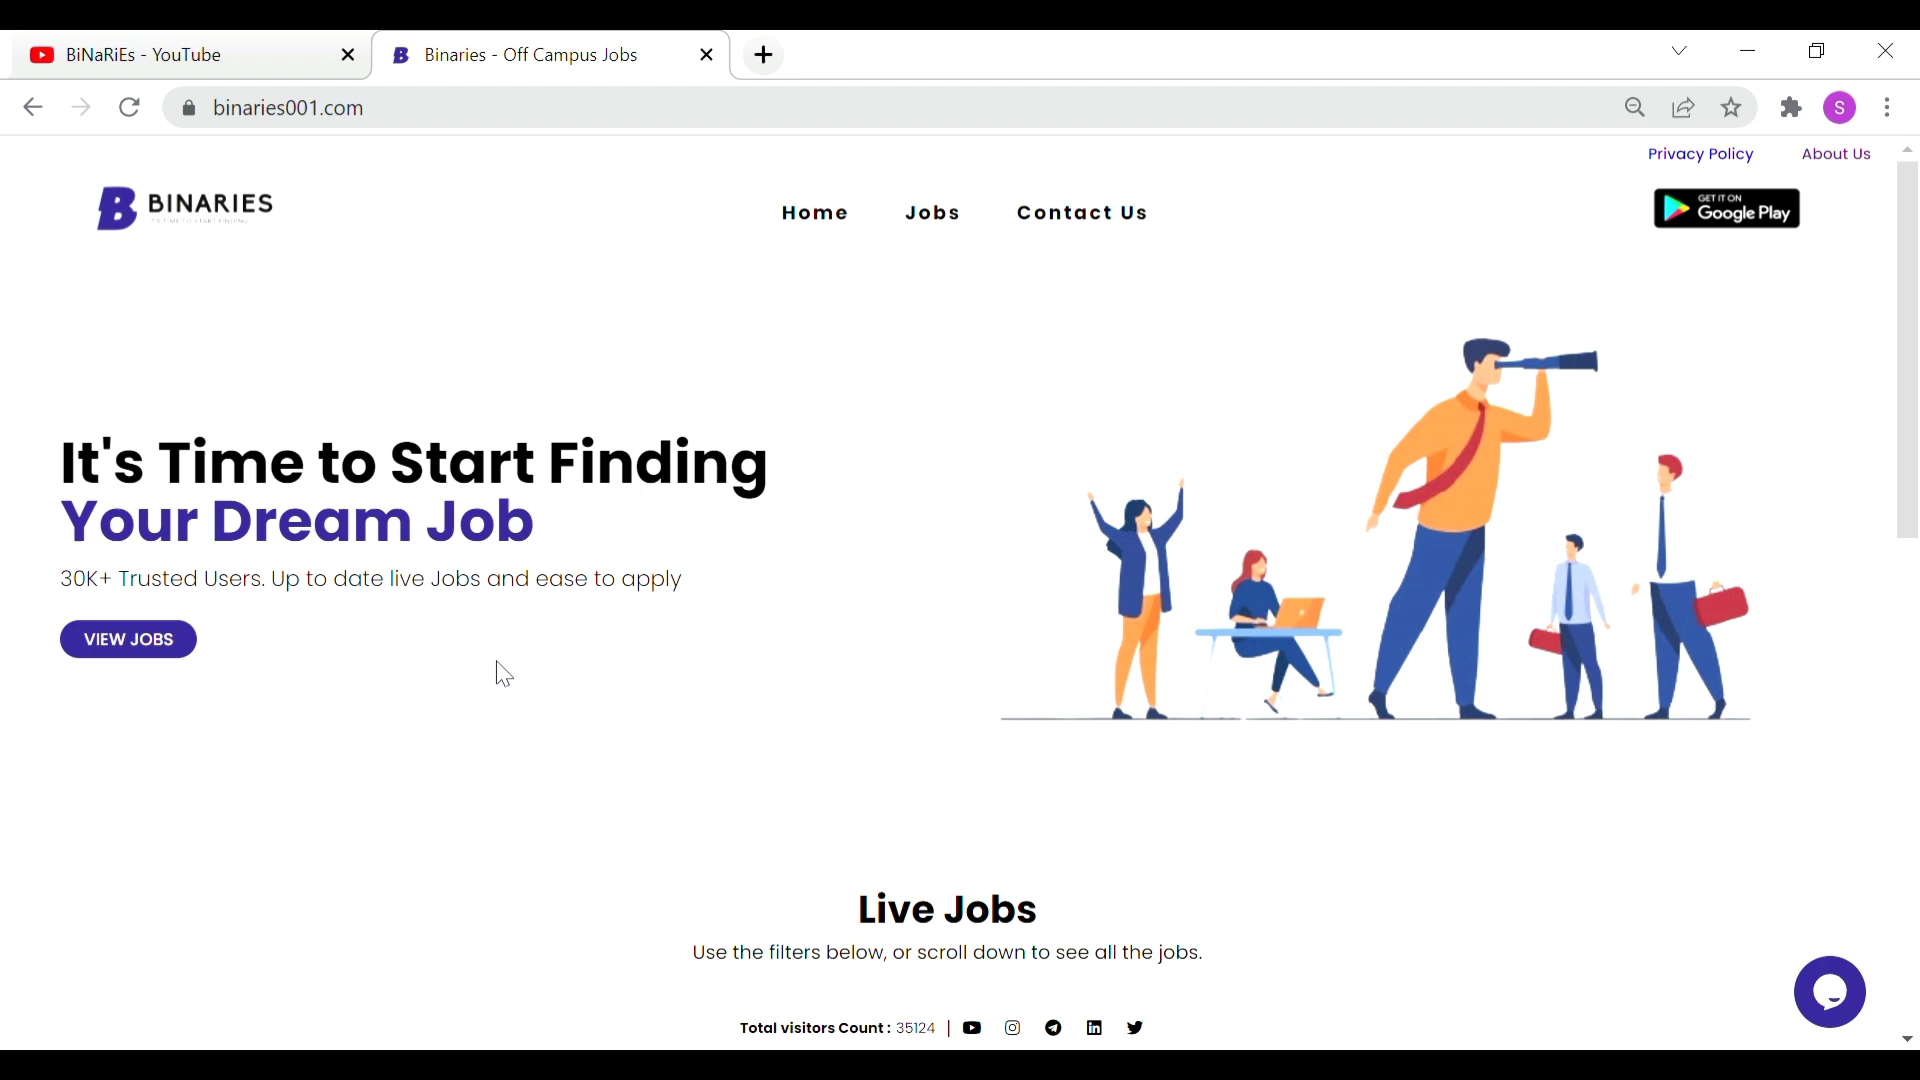 BiNaRiEs - YouTube
Binaries - Off Campus Jobs
binaries001.com
S
Privacy Policy
About Us
B BINARIES
Home
Jobs
Contact Us
GET IT ON
Google Play
It's Time to Start Finding
Your Dream Job
30K+ Trusted Users. Up to date live Jobs and ease to apply
VIEW JOBS
Live Jobs
Use the filters below, or scroll down to see all the jobs.
Total visitors Count : 35124 |